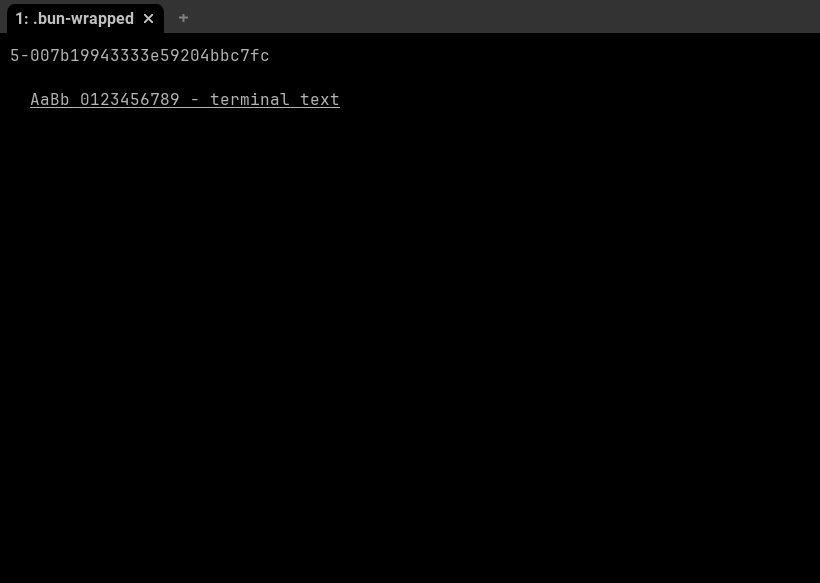 1: .bun-wrapped × +
5-007b19943333e59204bbc7fc
AaBb 0123456789 - terminal text